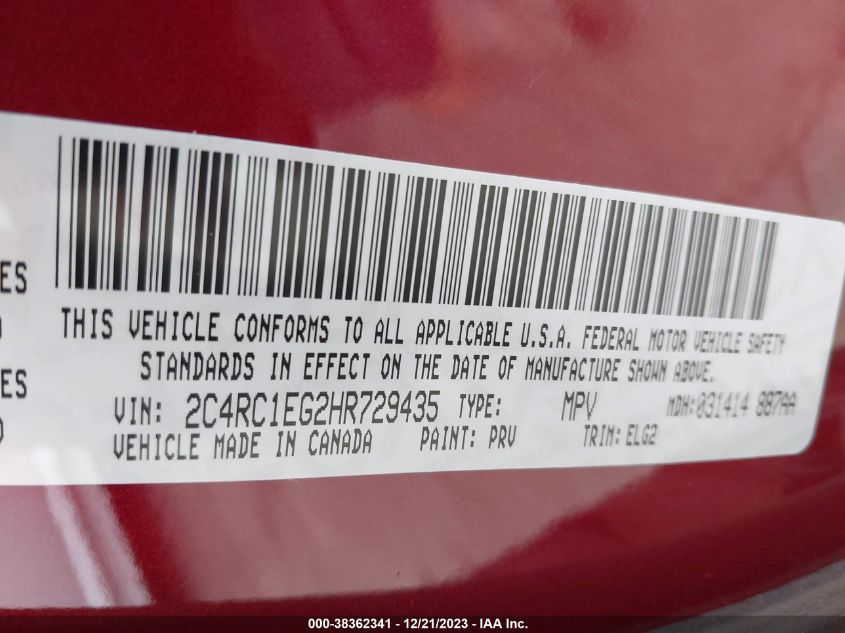 ES
THIS VEHICLE CONFORMS TO ALL APPLICABLE U.S.A. FEDERAL MOTOR VEHICLE SAFETY
STANDARDS IN EFFECT ON THE DATE OF MANUFACTURE SHOWN ABOVE.
ES
VIN: 2C4RC1EG2HR729435 TYPE: MPV MDH:031414 887AA
VEHICLE MADE IN CANADA PAINT: PRV TRIM: ELG2
000-38362341 - 12/21/2023 - IAA Inc.